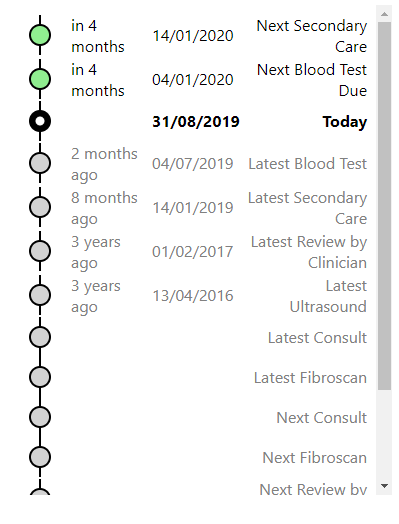 in 4 months 14/01/2020 Next Secondary Care
in 4 months 04/01/2020 Next Blood Test Due
31/08/2019 Today
2 months ago 04/07/2019 Latest Blood Test
8 months ago 14/01/2019 Latest Secondary Care
3 years ago 01/02/2017 Latest Review by Clinician
3 years ago 13/04/2016 Latest Ultrasound
Latest Consult
Latest Fibroscan
Next Consult
Next Fibroscan
Next Review by